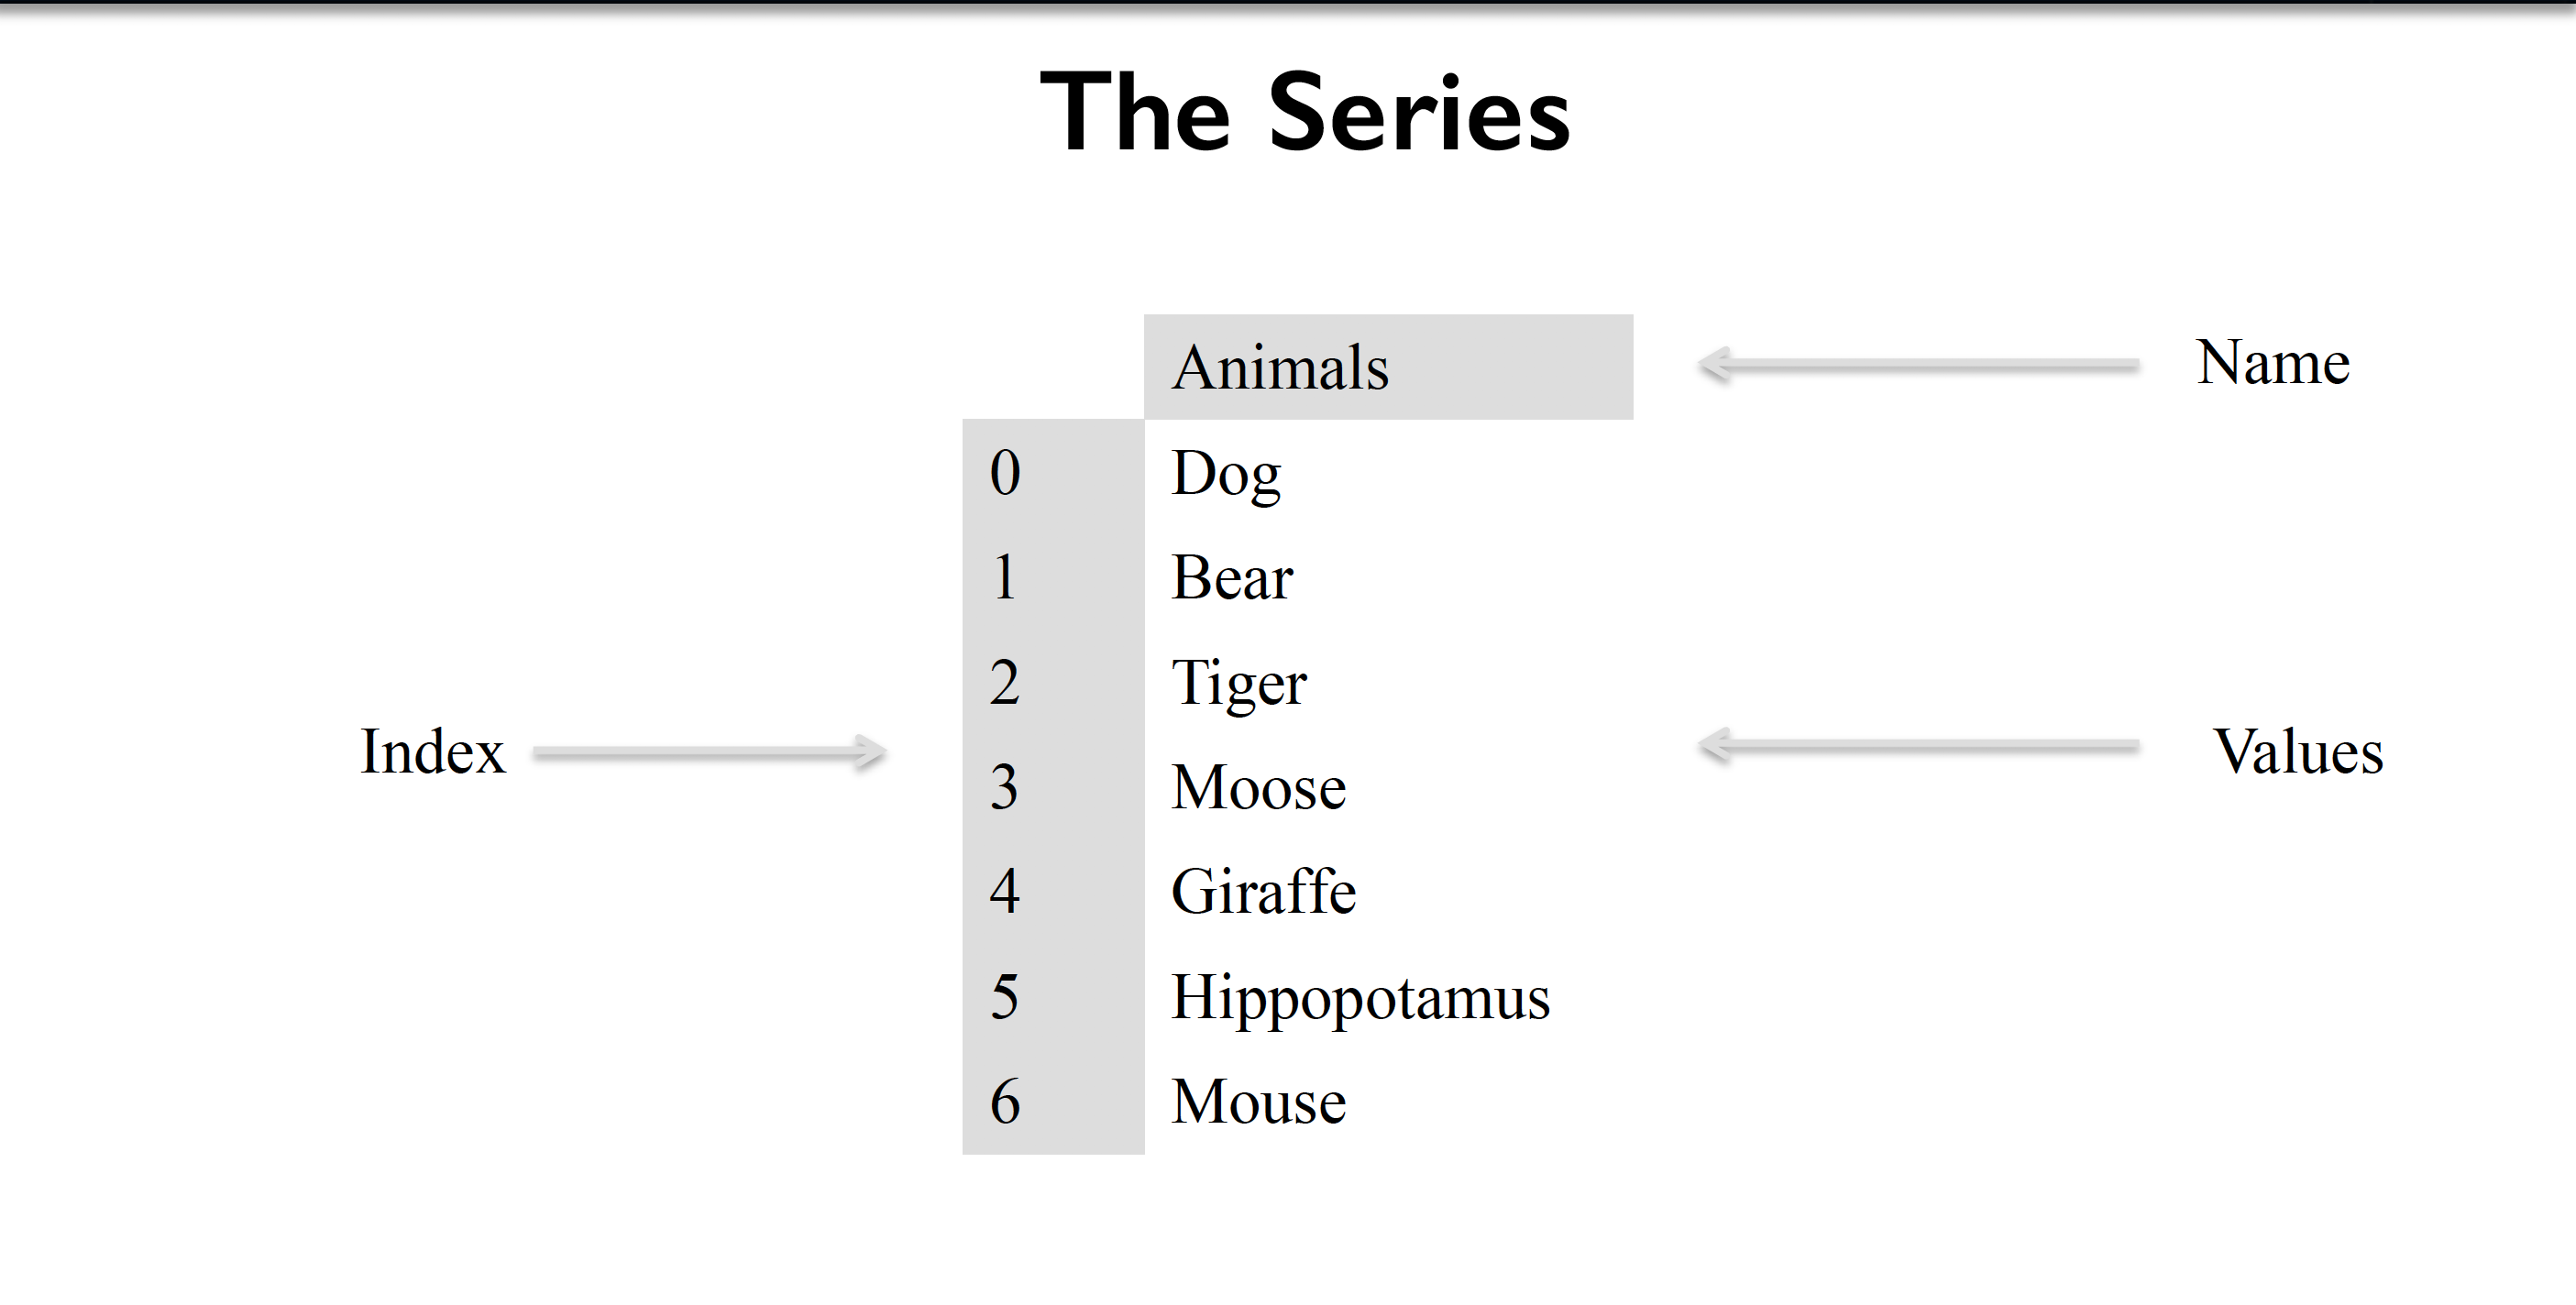 The Series
Animals
Name
0 Dog
1 Bear
2 Tiger
Index
Values
3 Moose
4 Giraffe
5 Hippopotamus
6 Mouse